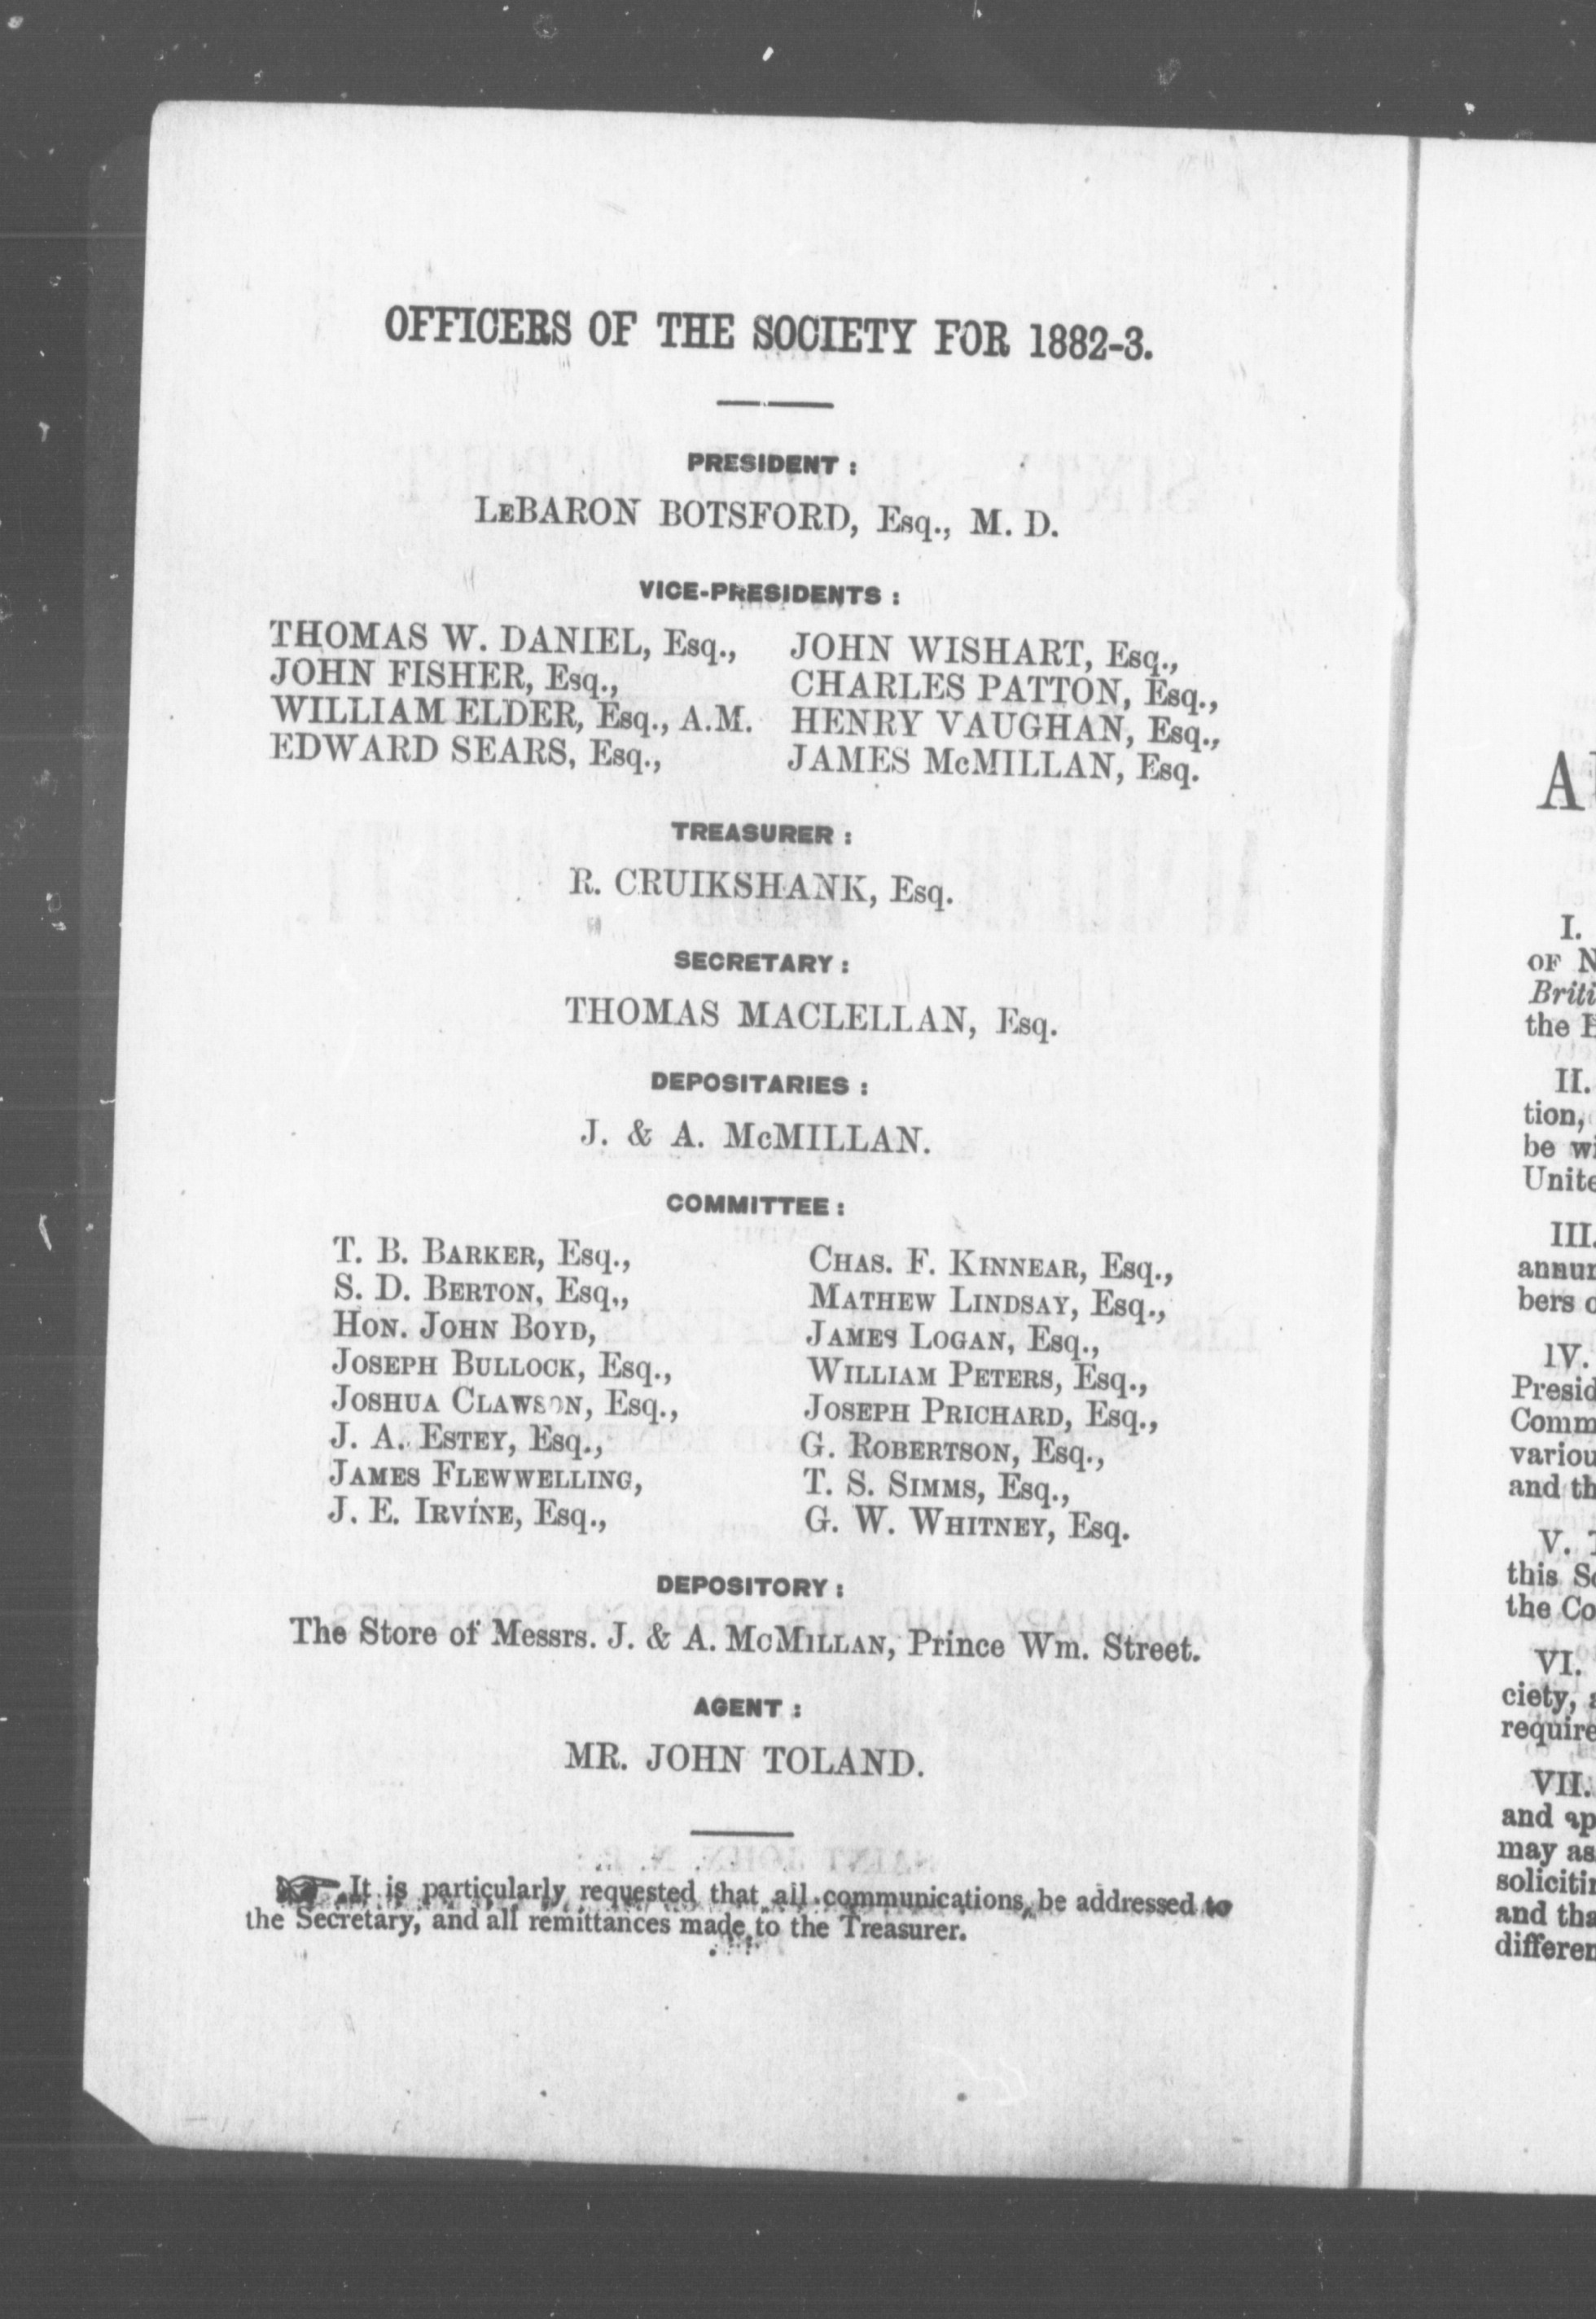 OFFICERS OF THE SOCIETY FOR 1882-3.
PRESIDENT :
LEBARON BOTSFORD, Esq., M. D.
VICE-PRESIDENTS :
THOMAS W. DANIEL, Esq.,
JOHN FISHER, Esq.,
WILLIAM ELDER, Esq., A.M.
EDWARD SEARS, Esq.,
JOHN WISHART, Esq.,
CHARLES PATTON, Esq.,
HENRY VAUGHAN, Esq.,
JAMES McMILLAN, Esq.
TREASURER :
R. CRUIKSHANK, Esq.
SECRETARY :
THOMAS MACLELLAN, Esq.
DEPOSITARIES :
J. & A. McMILLAN.
COMMITTEE :
T. B. BARKER, Esq.,
S. D. BERTON, Esq.,
HON. JOHN BOYD,
JOSEPH BULLOCK, Esq.,
JOSHUA CLAWSON, Esq.,
J. A. ESTEY, Esq.,
JAMES FLEWWELLING,
J. E. IRVINE, Esq.,
CHAS. F. KINNEAR, Esq.,
MATHEW LINDSAY, Esq.,
JAMES LOGAN, Esq.,
WILLIAM PETERS, Esq.,
JOSEPH PRICHARD, Esq.,
G. ROBERTSON, Esq.,
T. S. SIMMS, Esq.,
G. W. WHITNEY, Esq.
DEPOSITORY :
The Store of Messrs. J. & A. MCMILLAN, Prince Wm. Street.
AGENT :
MR. JOHN TOLAND.
It is particularly requested that all communications be addressed to
the Secretary, and all remittances made to the Treasurer.
I.
OF N
Briti
the
II.
tion,
be wi
Unite
III.
annu
bers o
IV.
Presid
Comm
variou
and th
V.
this So
the Co
VI.
ciety,
require
VII.
and ap
may as
soliciti
and tha
differen